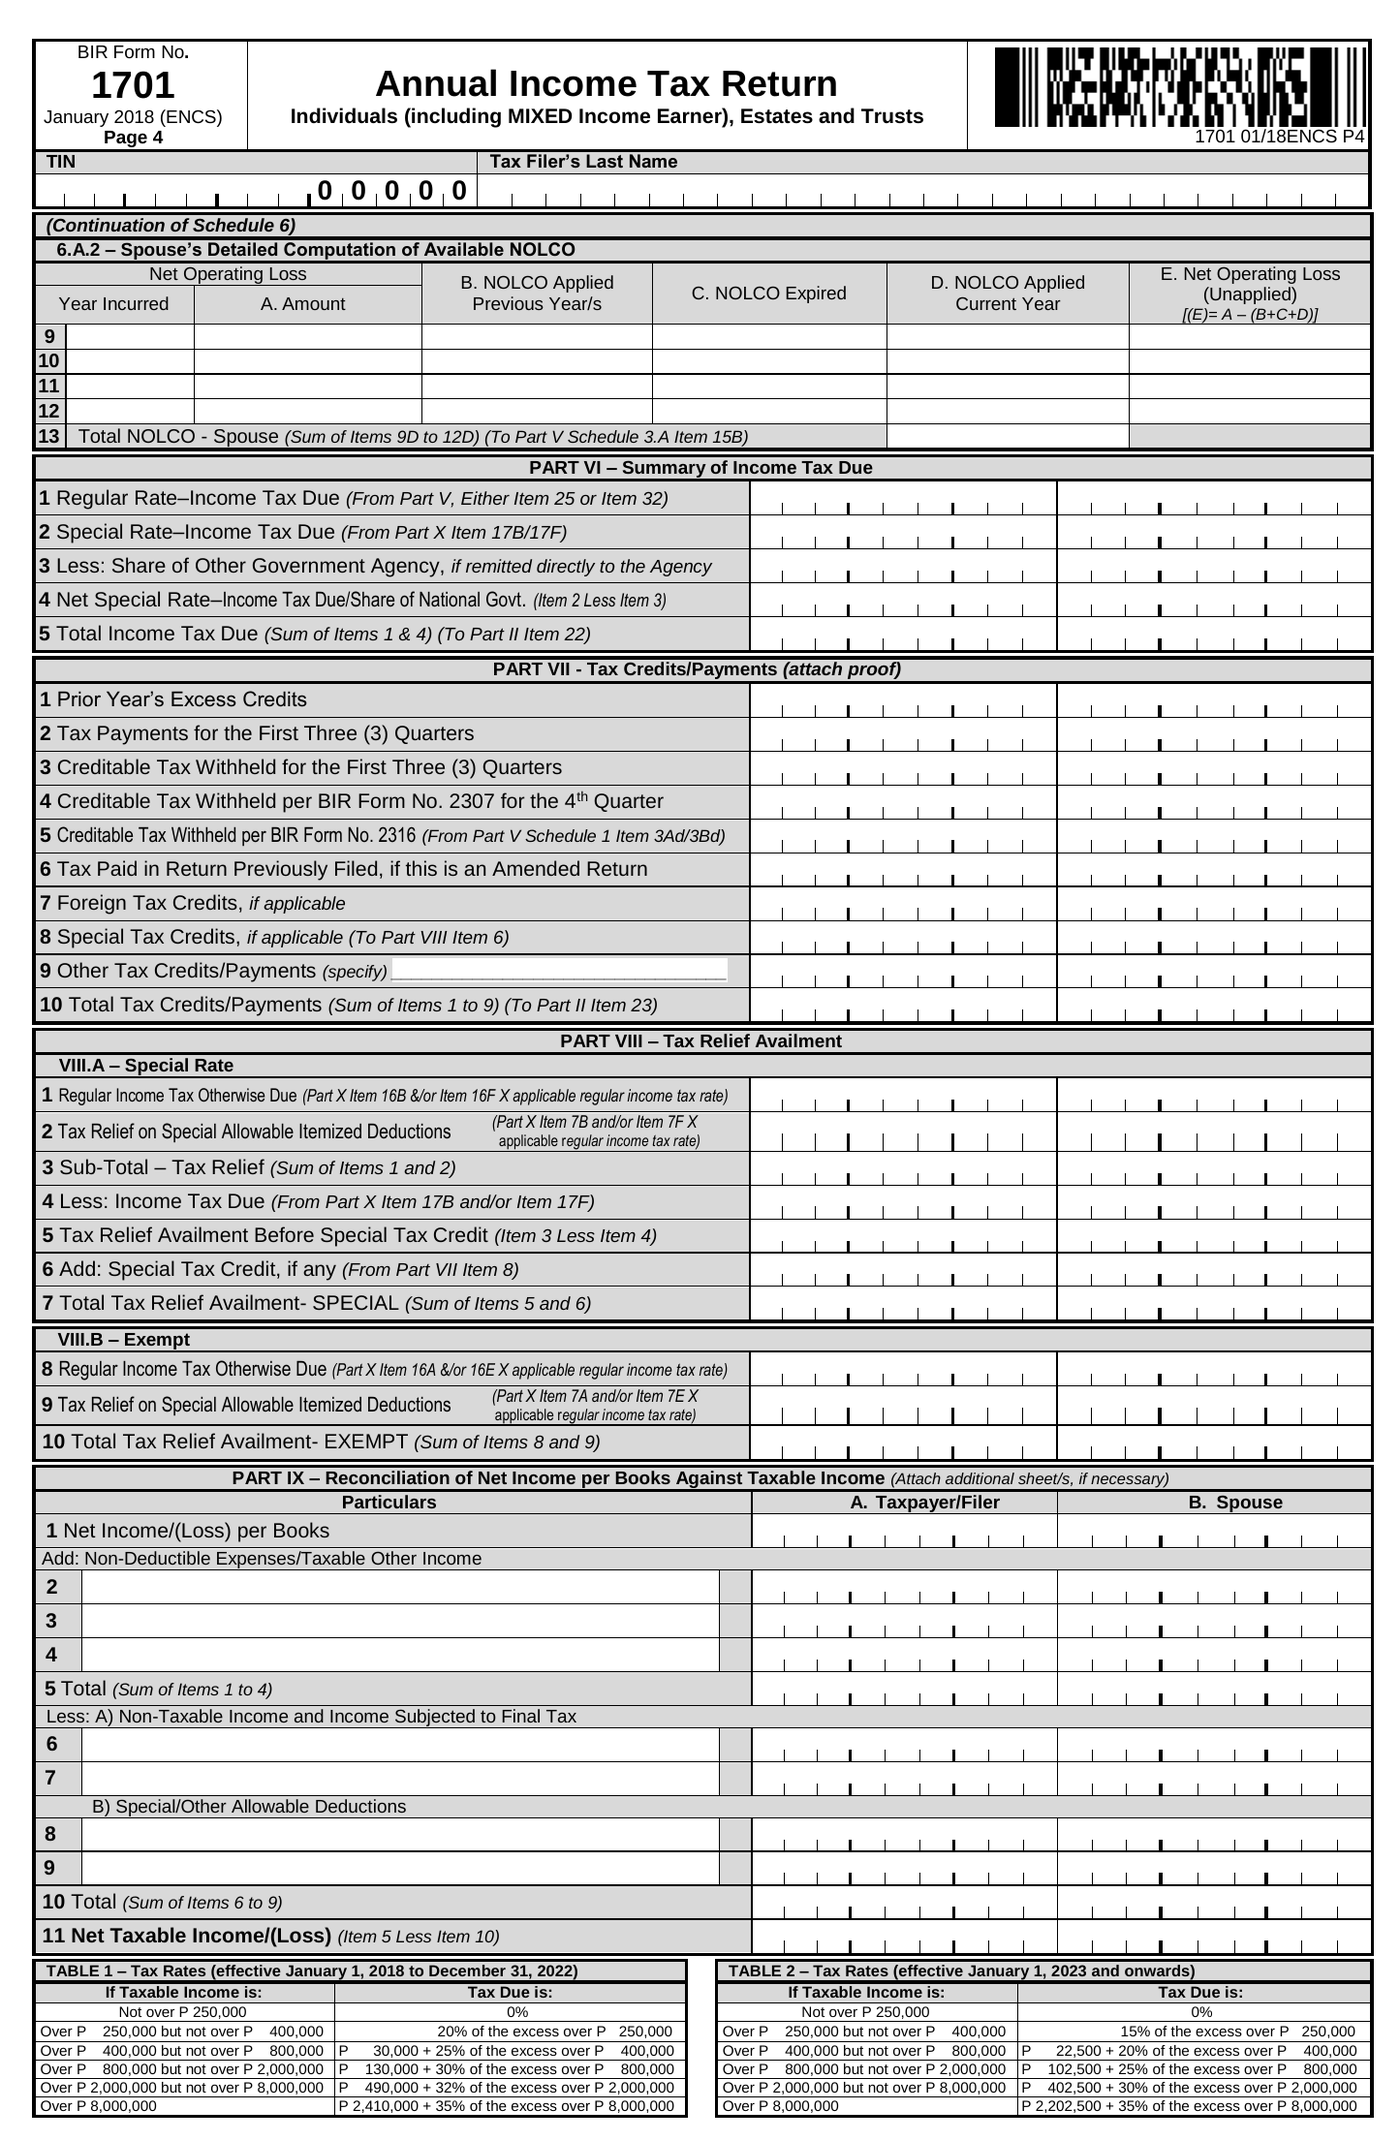 BIR Form No.
1701
January 2018 (ENCS)
Page 4
Annual Income Tax Return
Individuals (including MIXED Income Earner), Estates and Trusts
1701 01/18ENCS P4
TIN
Tax Filer’s Last Name
0 0 0 0 0
(Continuation of Schedule 6)
6.A.2 – Spouse’s Detailed Computation of Available NOLCO
Net Operating Loss
Year Incurred
A. Amount
B. NOLCO Applied
Previous Year/s
C. NOLCO Expired
D. NOLCO Applied
Current Year
E. Net Operating Loss
(Unapplied)
[(E)= A – (B+C+D)]
9
10
11
12
13 Total NOLCO - Spouse (Sum of Items 9D to 12D) (To Part V Schedule 3.A Item 15B)
PART VI – Summary of Income Tax Due
1 Regular Rate–Income Tax Due (From Part V, Either Item 25 or Item 32)
2 Special Rate–Income Tax Due (From Part X Item 17B/17F)
3 Less: Share of Other Government Agency, if remitted directly to the Agency
4 Net Special Rate–Income Tax Due/Share of National Govt. (Item 2 Less Item 3)
5 Total Income Tax Due (Sum of Items 1 & 4) (To Part II Item 22)
PART VII - Tax Credits/Payments (attach proof)
1 Prior Year’s Excess Credits
2 Tax Payments for the First Three (3) Quarters
3 Creditable Tax Withheld for the First Three (3) Quarters
4 Creditable Tax Withheld per BIR Form No. 2307 for the 4th Quarter
5 Creditable Tax Withheld per BIR Form No. 2316 (From Part V Schedule 1 Item 3Ad/3Bd)
6 Tax Paid in Return Previously Filed, if this is an Amended Return
7 Foreign Tax Credits, if applicable
8 Special Tax Credits, if applicable (To Part VIII Item 6)
9 Other Tax Credits/Payments (specify)
10 Total Tax Credits/Payments (Sum of Items 1 to 9) (To Part II Item 23)
PART VIII – Tax Relief Availment
VIII.A – Special Rate
1 Regular Income Tax Otherwise Due (Part X Item 16B &/or Item 16F X applicable regular income tax rate)
2 Tax Relief on Special Allowable Itemized Deductions (Part X Item 7B and/or Item 7F X
applicable regular income tax rate)
3 Sub-Total – Tax Relief (Sum of Items 1 and 2)
4 Less: Income Tax Due (From Part X Item 17B and/or Item 17F)
5 Tax Relief Availment Before Special Tax Credit (Item 3 Less Item 4)
6 Add: Special Tax Credit, if any (From Part VII Item 8)
7 Total Tax Relief Availment- SPECIAL (Sum of Items 5 and 6)
VIII.B – Exempt
8 Regular Income Tax Otherwise Due (Part X Item 16A &/or 16E X applicable regular income tax rate)
9 Tax Relief on Special Allowable Itemized Deductions (Part X Item 7A and/or Item 7E X
applicable regular income tax rate)
10 Total Tax Relief Availment- EXEMPT (Sum of Items 8 and 9)
PART IX – Reconciliation of Net Income per Books Against Taxable Income (Attach additional sheet/s, if necessary)
Particulars A. Taxpayer/Filer B. Spouse
1 Net Income/(Loss) per Books
Add: Non-Deductible Expenses/Taxable Other Income
2
3
4
5 Total (Sum of Items 1 to 4)
Less: A) Non-Taxable Income and Income Subjected to Final Tax
6
7
B) Special/Other Allowable Deductions
8
9
10 Total (Sum of Items 6 to 9)
11 Net Taxable Income/(Loss) (Item 5 Less Item 10)
TABLE 1 – Tax Rates (effective January 1, 2018 to December 31, 2022)
If Taxable Income is: Tax Due is:
Not over P 250,000 0%
Over P 250,000 but not over P 400,000 20% of the excess over P 250,000
Over P 400,000 but not over P 800,000 P 30,000 + 25% of the excess over P 400,000
Over P 800,000 but not over P 2,000,000 P 130,000 + 30% of the excess over P 800,000
Over P 2,000,000 but not over P 8,000,000 P 490,000 + 32% of the excess over P 2,000,000
Over P 8,000,000 P 2,410,000 + 35% of the excess over P 8,000,000
TABLE 2 – Tax Rates (effective January 1, 2023 and onwards)
If Taxable Income is: Tax Due is:
Not over P 250,000 0%
Over P 250,000 but not over P 400,000 15% of the excess over P 250,000
Over P 400,000 but not over P 800,000 P 22,500 + 20% of the excess over P 400,000
Over P 800,000 but not over P 2,000,000 P 102,500 + 25% of the excess over P 800,000
Over P 2,000,000 but not over P 8,000,000 P 402,500 + 30% of the excess over P 2,000,000
Over P 8,000,000 P 2,202,500 + 35% of the excess over P 8,000,000